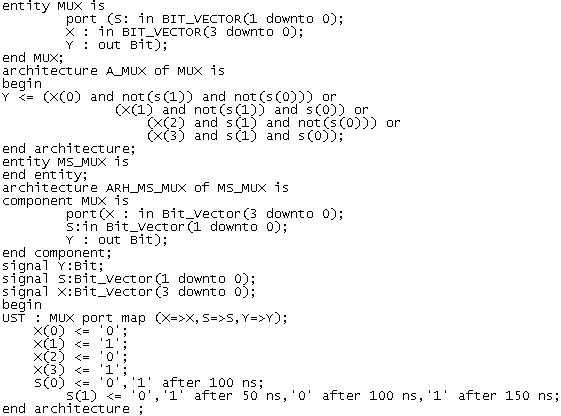 entity MUX is
port (S: in BIT_VECTOR(1 downto 0);
X : in BIT_VECTOR(3 downto 0);
Y : out Bit);
end MUX;
architecture A_MUX of MUX is
begin
Y <= (X(0) and not(s(1)) and not(s(0))) or
(X(1) and not(s(1)) and s(0)) or
(X(2) and s(1) and not(s(0))) or
(X(3) and s(1) and s(0));
end architecture;
entity MS_MUX is
end entity;
architecture ARH_MS_MUX of MS_MUX is
component MUX is
port(X : in Bit_Vector(3 downto 0);
S:in Bit_Vector(1 downto 0);
Y : out Bit);
end component;
signal Y:Bit;
signal S:Bit_Vector(1 downto 0);
signal X:Bit_Vector(3 downto 0);
begin
UST : MUX port map (X=>X,S=>S,Y=>Y);
X(0) <= '0';
X(1) <= '1';
X(2) <= '0';
X(3) <= '1';
S(0) <= '0','1' after 100 ns;
S(1) <= '0','1' after 50 ns,'0' after 100 ns,'1' after 150 ns;
end architecture ;